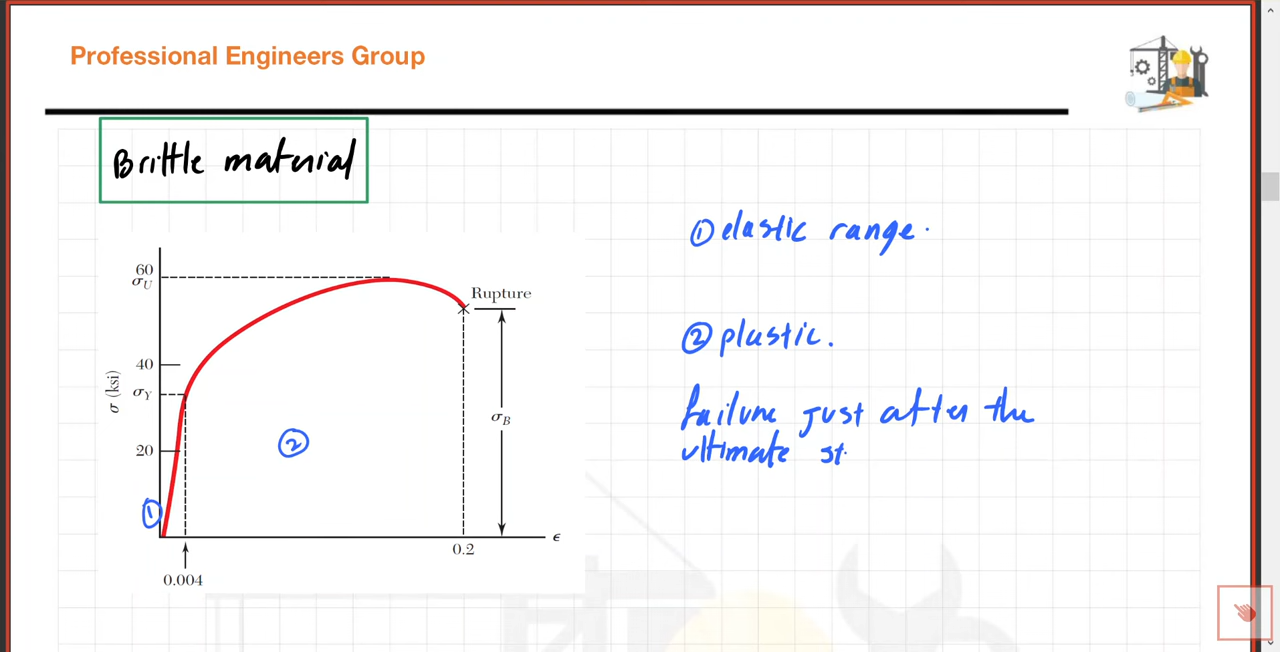 Professional Engineers Group
Brittle material
① elastic range.
② plastic.
failure just after the
ultimate st
60
σU
Rupture
40
σY
σ (ksi)
σB
②
20
①
ϵ
0.2
0.004